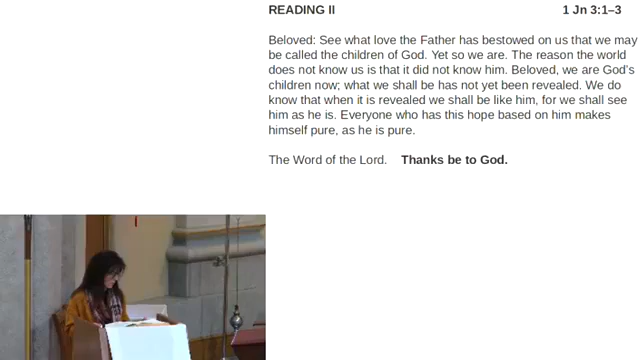 READING II 1 Jn 3:1–3
Beloved: See what love the Father has bestowed on us that we may
be called the children of God. Yet so we are. The reason the world
does not know us is that it did not know him. Beloved, we are God’s
children now; what we shall be has not yet been revealed. We do
know that when it is revealed we shall be like him, for we shall see
him as he is. Everyone who has this hope based on him makes
himself pure, as he is pure.
The Word of the Lord. Thanks be to God.